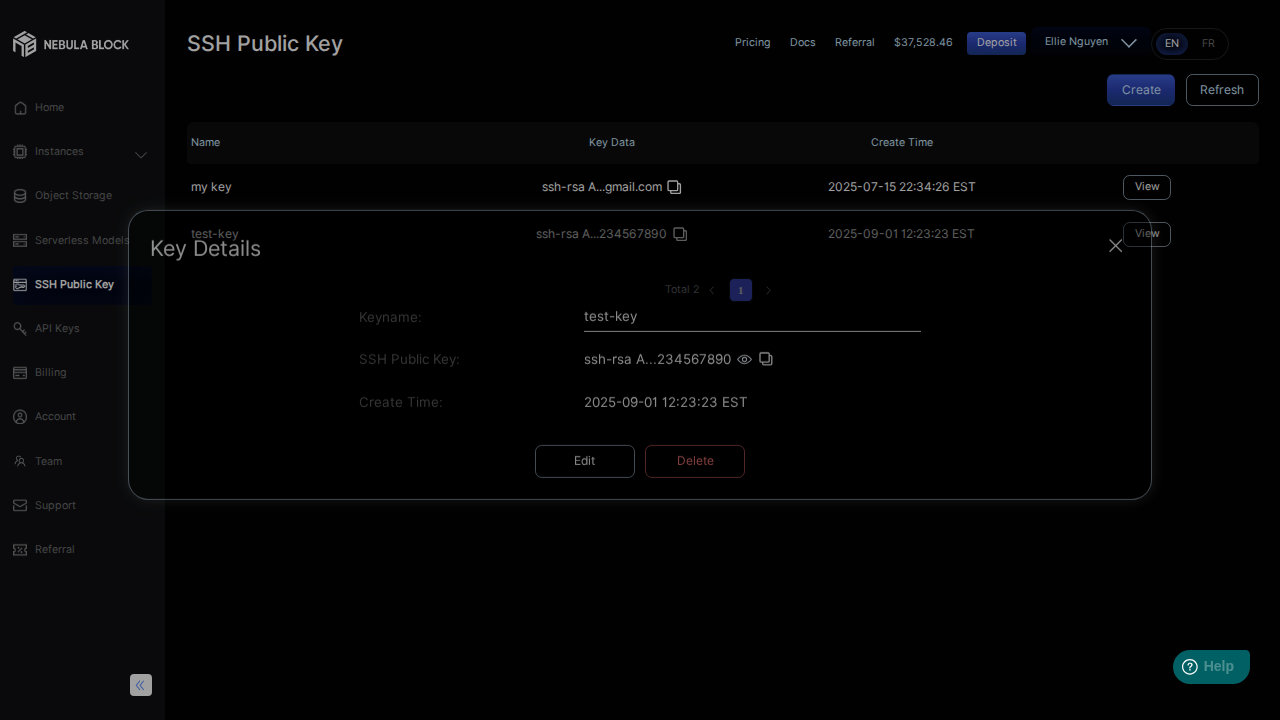 NEBULA BLOCK
SSH Public Key
Pricing Docs Referral $37,528.46 Deposit Ellie Nguyen EN FR
Create Refresh
Home
Instances
Object Storage
Serverless Models
SSH Public Key
API Keys
Billing
Account
Team
Support
Referral
Name Key Data Create Time
my key ssh-rsa A...gmail.com 2025-07-15 22:34:26 EST View
test-key ssh-rsa A...234567890 2025-09-01 12:23:23 EST View
Total 2 1
Key Details
Keyname: test-key
SSH Public Key: ssh-rsa A...234567890
Create Time: 2025-09-01 12:23:23 EST
Edit Delete
Help